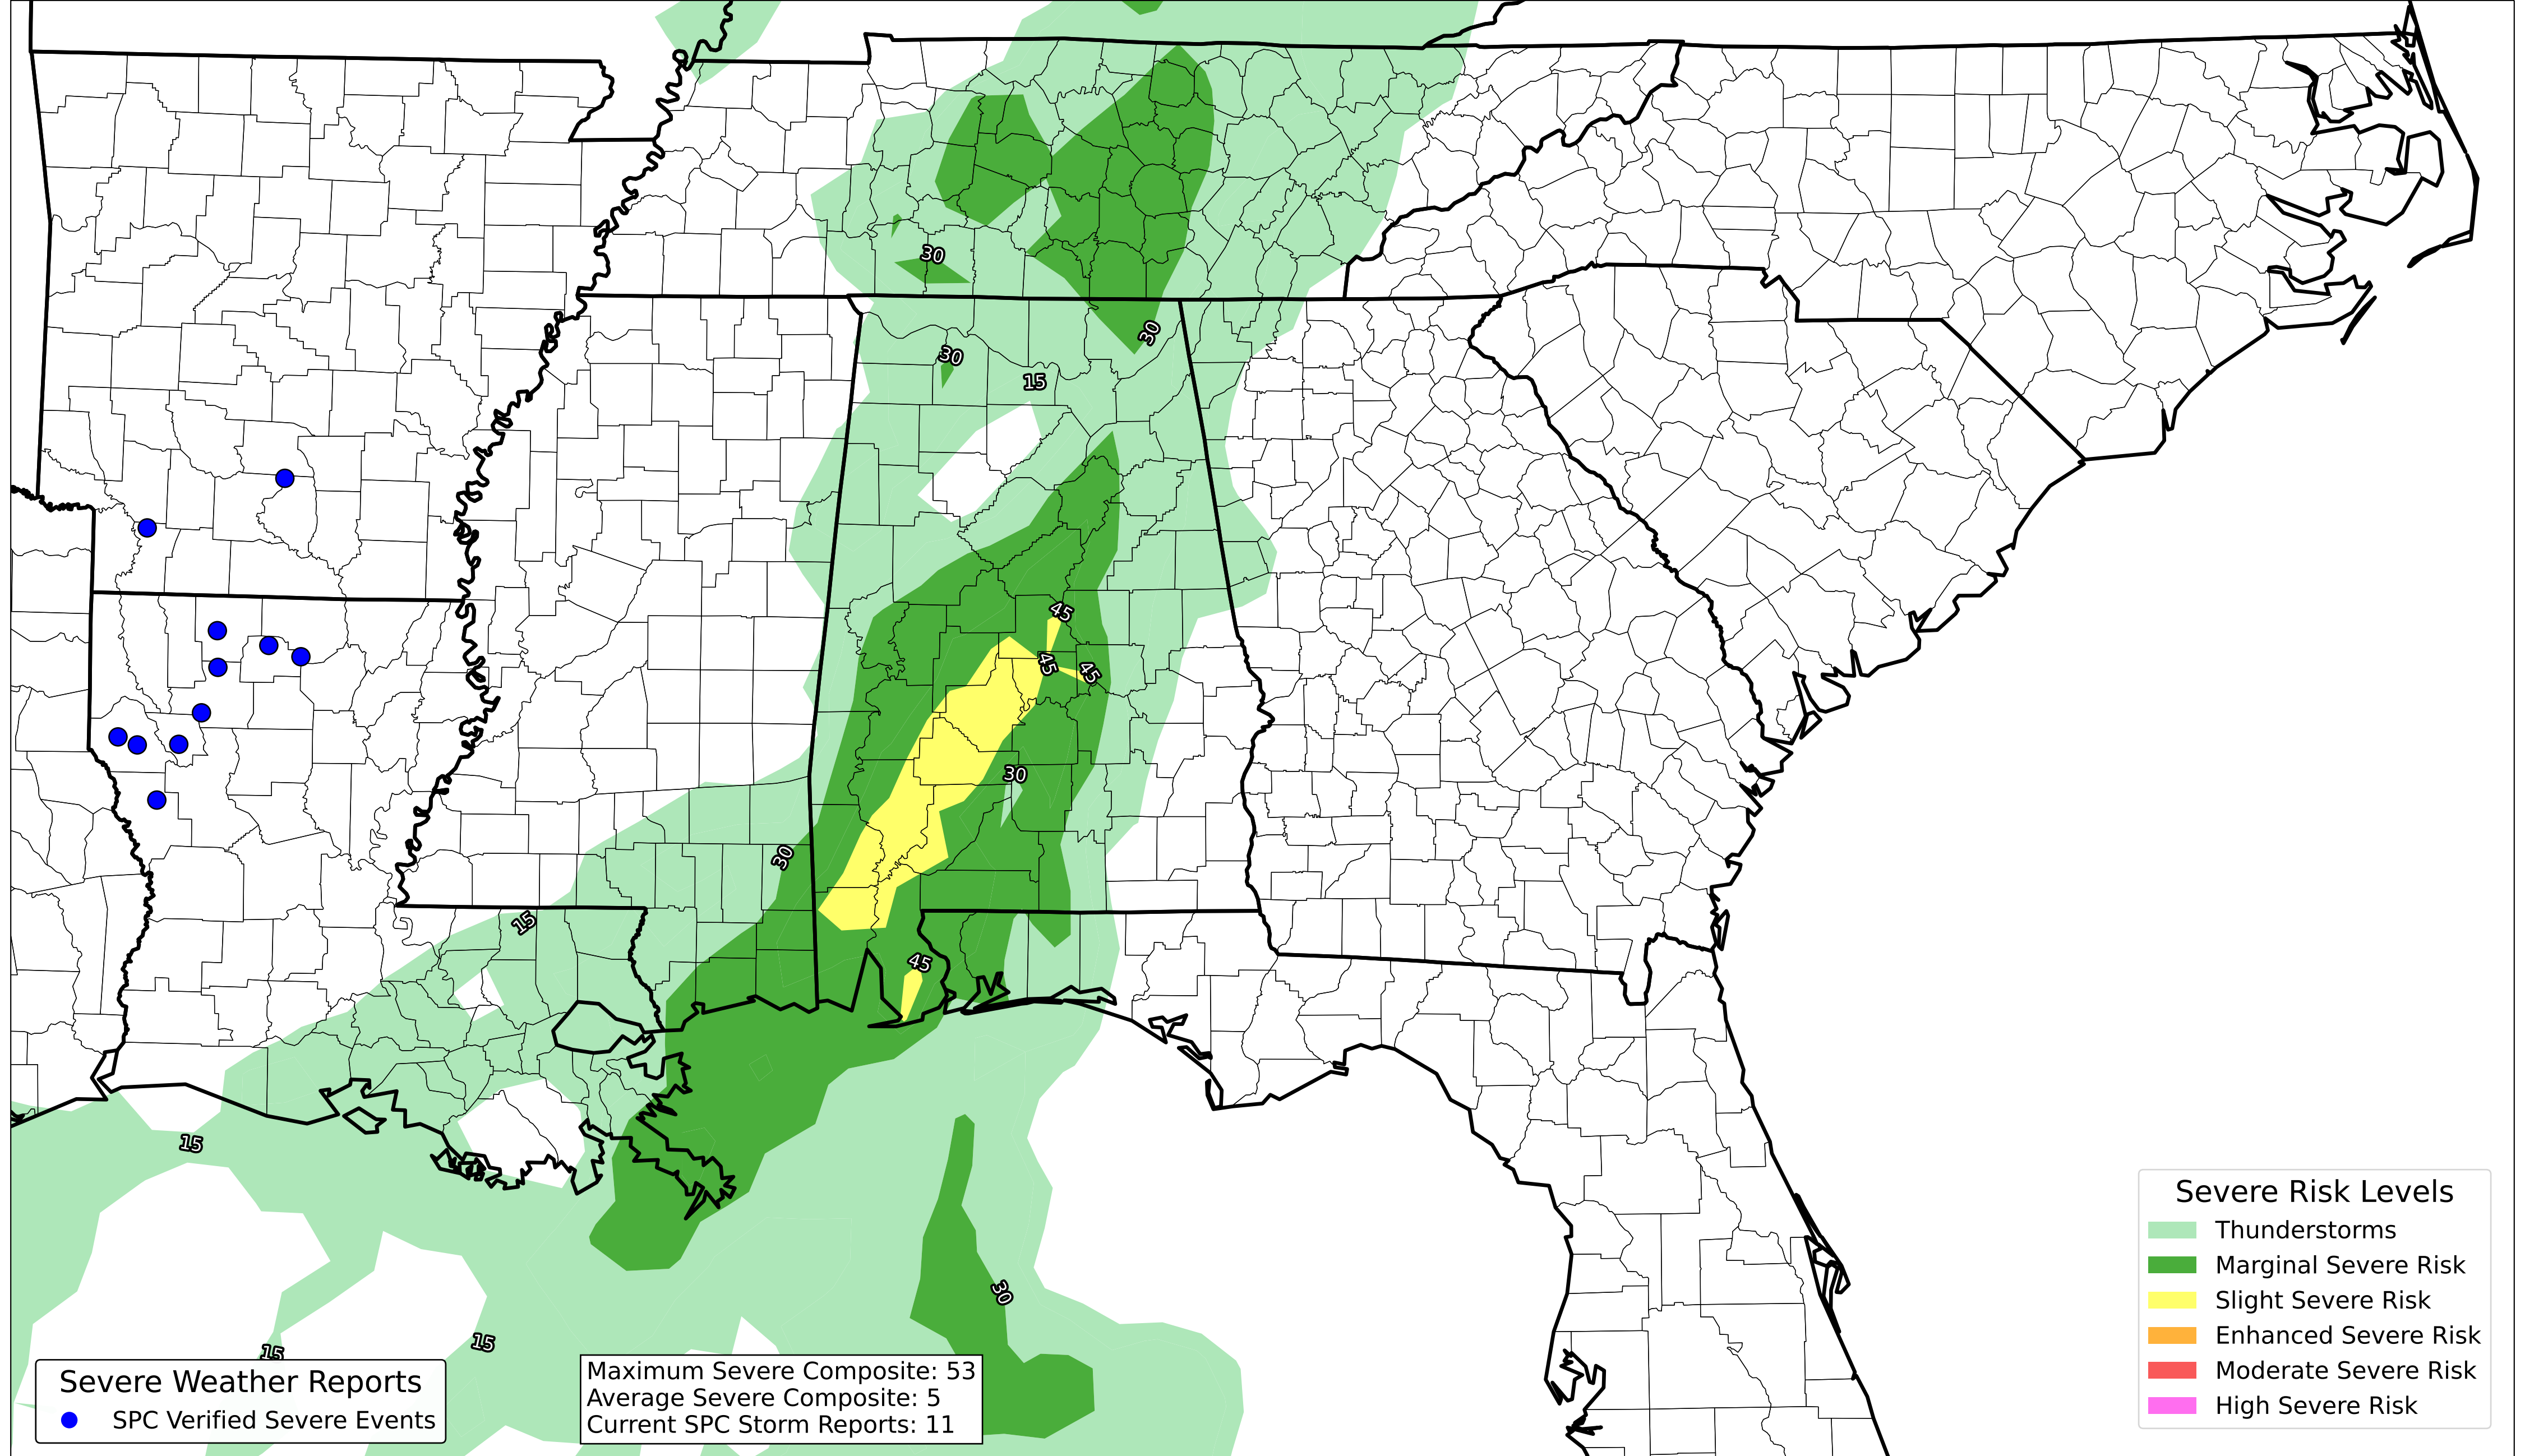 30
30
30
15
45
45
45
30
30
15
45
15
30
15
15
Severe Weather Reports
SPC Verified Severe Events
Maximum Severe Composite: 53
Average Severe Composite: 5
Current SPC Storm Reports: 11
Severe Risk Levels
Thunderstorms
Marginal Severe Risk
Slight Severe Risk
Enhanced Severe Risk
Moderate Severe Risk
High Severe Risk